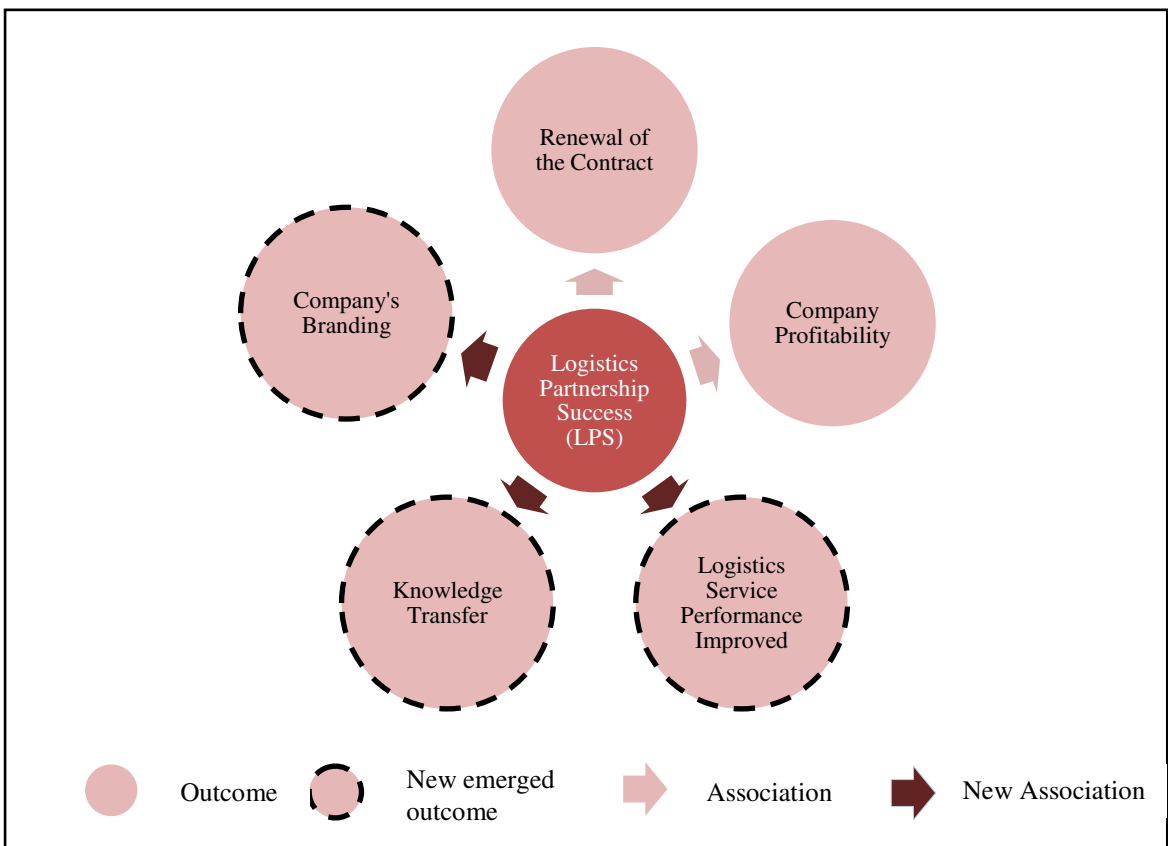 Renewal of
the Contract
Company's
Branding
Company
Profitability
Logistics
Partnership
Success
(LPS)
Knowledge
Transfer
Logistics
Service
Performance
Improved
Outcome
New emerged
outcome
Association
New Association